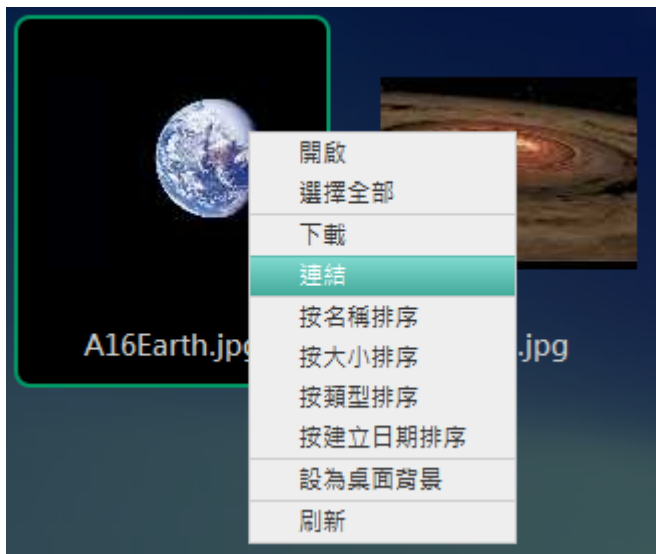 開啟
選擇全部
下載
連結
按名稱排序
A16Earth.jp
.jpg
按大小排序
按類型排序
按建立日期排序
設為桌面背景
刷新